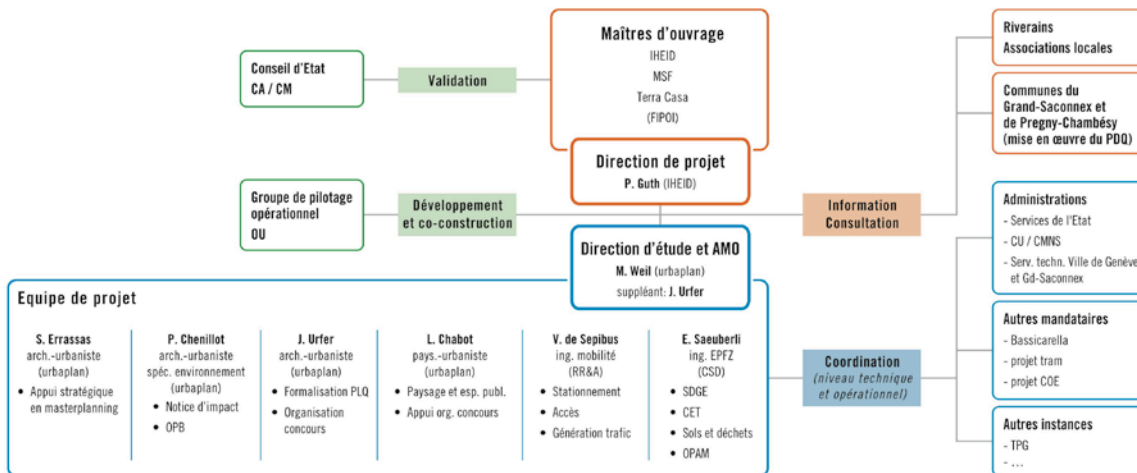 Maîtres d'ouvrage
IHEID
MSF
Terra Casa
(FIPOI)
Conseil d'Etat
CA / CM
Validation
Riverains
Associations locales
Communes du
Grand-Saconnex et
de Pregny-Chambésy
(mise en œuvre du PDQ)
Direction de projet
P. Guth (IHEID)
Groupe de pilotage
opérationnel
OU
Développement
et co-construction
Information
Consultation
Administrations
- Services de l'Etat
- CU / CMNS
- Serv. techn. Ville de Genève
et Gd-Saconnex
Direction d'étude et AMO
M. Weil (urbaplan)
suppléant: J. Urfer
Equipe de projet
S. Errassas
arch.-urbaniste
(urbaplan)
• Appui stratégique
en masterplanning
P. Chenillot
arch.-urbaniste
spéc. environnement
(urbaplan)
• Notice d'impact
• OPB
J. Urfer
arch.-urbaniste
(urbaplan)
• Formalisation PLQ
• Organisation
concours
L. Chabot
pays.-urbaniste
(urbaplan)
• Paysage et esp. publ.
• Appui org. concours
V. de Sepibus
ing. mobilité
(RR&A)
• Stationnement
• Accès
• Génération trafic
E. Saeuberli
ing. EPFZ
(CSD)
• SDGE
• CET
• Sols et déchets
• OPAM
Coordination
(niveau technique
et opérationnel)
Autres mandataires
- Bassicarella
- projet tram
- projet COE
Autres instances
- TPG
- ...